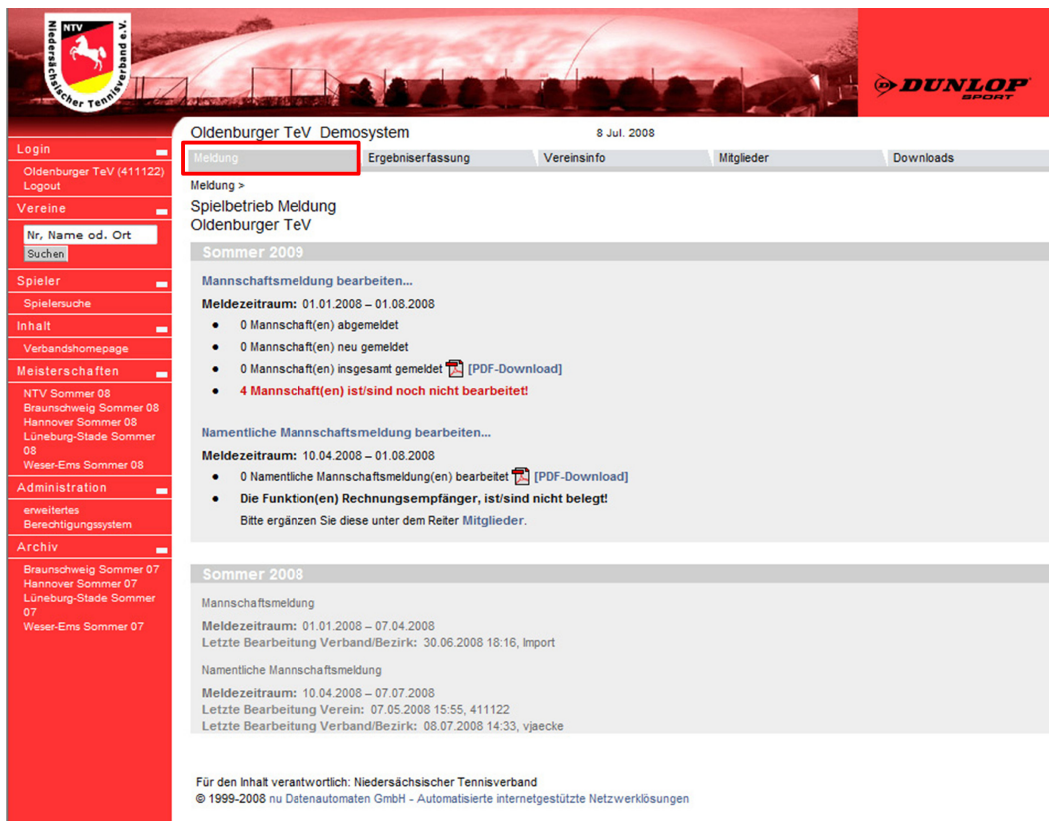 NTV
Niedersächsischer Tennisverband e.V.
DUNLOP
SPORT
Oldenburger TeV Demosystem
8 Jul. 2008
Meldung
Ergebniserfassung
Vereinsinfo
Mitglieder
Downloads
Login
Oldenburger TeV (411122)
Logout
Vereine
Nr, Name od. Ort
Suchen
Spieler
Spielersuche
Inhalt
Verbandshomepage
Meisterschaften
NTV Sommer 08
Braunschweig Sommer 08
Hannover Sommer 08
Lüneburg-Stade Sommer
08
Weser-Ems Sommer 08
Administration
erweitertes
Berechtigungssystem
Archiv
Braunschweig Sommer 07
Hannover Sommer 07
Lüneburg-Stade Sommer
07
Weser-Ems Sommer 07
Meldung >
Spielbetrieb Meldung
Oldenburger TeV
Sommer 2009
Mannschaftsmeldung bearbeiten...
Meldezeitraum: 01.01.2008 – 01.08.2008
• 0 Mannschaft(en) abgemeldet
• 0 Mannschaft(en) neu gemeldet
• 0 Mannschaft(en) insgesamt gemeldet [PDF-Download]
• 4 Mannschaft(en) ist/sind noch nicht bearbeitet!
Namentliche Mannschaftsmeldung bearbeiten...
Meldezeitraum: 10.04.2008 – 01.08.2008
• 0 Namentliche Mannschaftsmeldung(en) bearbeitet [PDF-Download]
• Die Funktion(en) Rechnungsempfänger, ist/sind nicht belegt!
Bitte ergänzen Sie diese unter dem Reiter Mitglieder.
Sommer 2008
Mannschaftsmeldung
Meldezeitraum: 01.01.2008 – 07.04.2008
Letzte Bearbeitung Verband/Bezirk: 30.06.2008 18:16, Import
Namentliche Mannschaftsmeldung
Meldezeitraum: 10.04.2008 – 07.07.2008
Letzte Bearbeitung Verein: 07.05.2008 15:55, 411122
Letzte Bearbeitung Verband/Bezirk: 08.07.2008 14:33, vjaecke
Für den Inhalt verantwortlich: Niedersächsischer Tennisverband
© 1999-2008 nu Datenautomaten GmbH - Automatisierte internetgestützte Netzwerklösungen